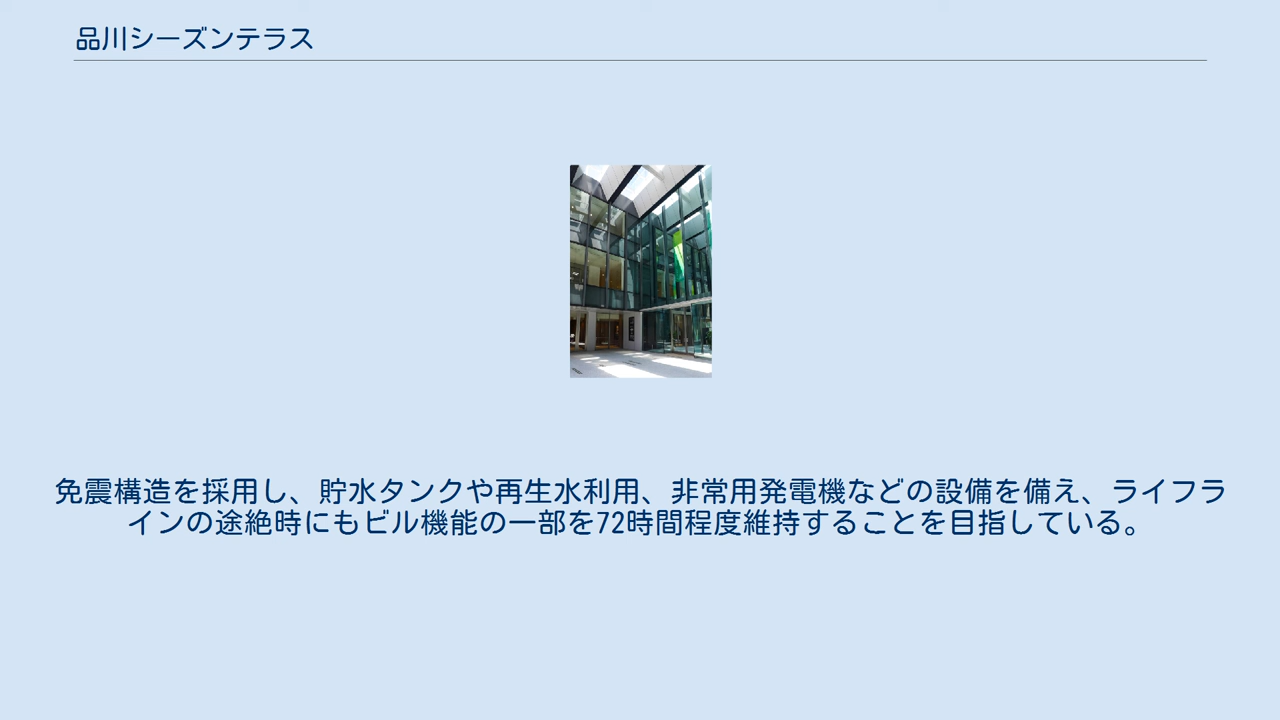 品川シーズンテラス
免震構造を採用し、貯水タンクや再生水利用、非常用発電機などの設備を備え、ライフラ
インの途絶時にもビル機能の一部を72時間程度維持することを目指している。